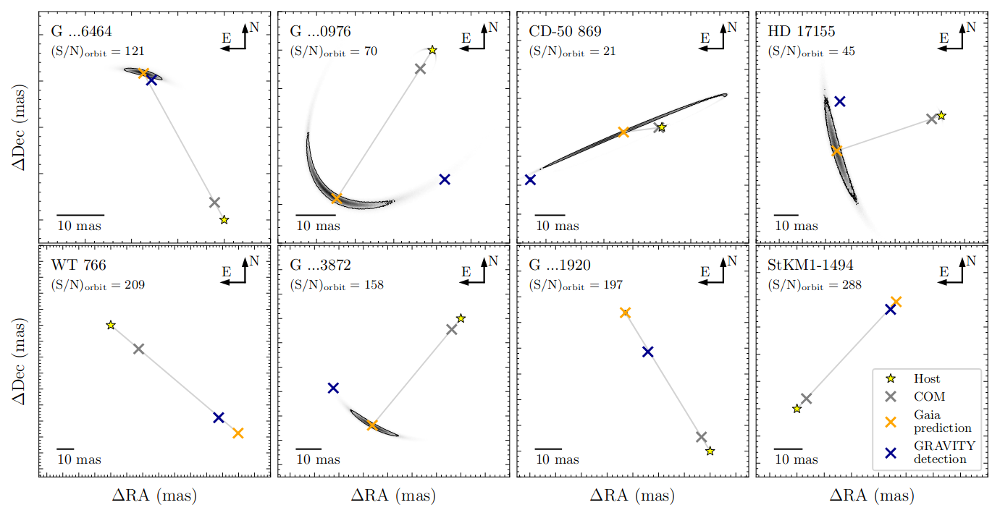 G ...6464
(S/N)orbit = 121
E N
10 mas
G ...0976
(S/N)orbit = 70
E N
10 mas
CD-50 869
(S/N)orbit = 21
E N
10 mas
HD 17155
(S/N)orbit = 45
E N
10 mas
ΔDec (mas)
WT 766
(S/N)orbit = 209
E N
10 mas
G ...3872
(S/N)orbit = 158
E N
10 mas
G ...1920
(S/N)orbit = 197
E N
10 mas
StKM1-1494
(S/N)orbit = 288
E N
10 mas
Host
COM
Gaia
prediction
GRAVITY
detection
ΔDec (mas)
ΔRA (mas)
ΔRA (mas)
ΔRA (mas)
ΔRA (mas)